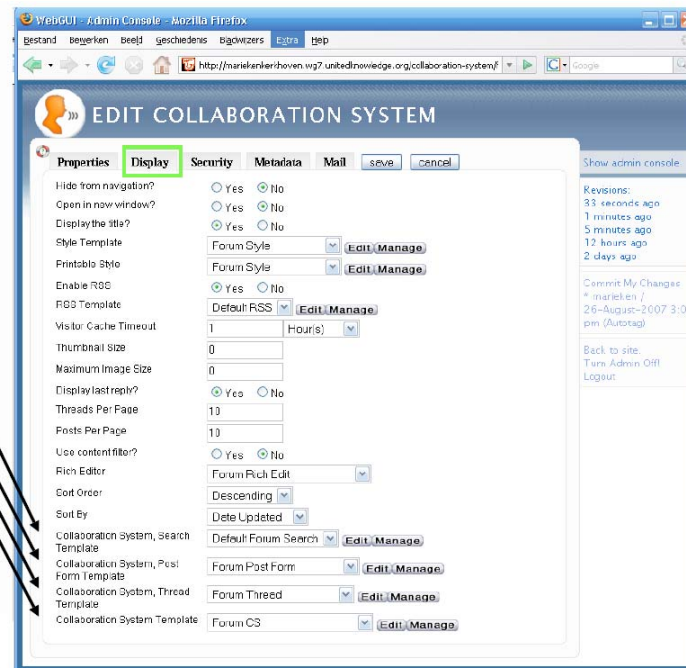 WebGUI - Admin Console - Mozilla Firefox
Bestand Bewerken Beeld Geschiedenis Bladwijzers Extra Help
http://mariekenkerkhoven.wg7.unitedknowledge.org/collaboration-system/
Google
EDIT COLLABORATION SYSTEM
Properties Display Security Metadata Mail save cancel
Show admin console
Hide from navigation? Yes No
Open in new window? Yes No
Display the title? Yes No
Style Template Forum Style Edit Manage
Printable Style Forum Style Edit Manage
Enable RSS Yes No
RSS Template Default RSS Edit Manage
Visitor Cache Timeout 1 Hour(s)
Thumbnail Size 0
Maximum Image Size 0
Display last reply? Yes No
Threads Per Page 10
Posts Per Page 10
Use content filter? Yes No
Rich Editor Forum Rich Edit
Sort Order Descending
Sort By Date Updated
Collaboration System, Search
Template
Default Forum Search Edit Manage
Collaboration System, Post
Form Template
Forum Post Form Edit Manage
Collaboration System, Thread
Template
Forum Thread Edit Manage
Collaboration System Template Forum CS Edit Manage
Revisions:
33 seconds ago
1 minutes ago
5 minutes ago
12 hours ago
2 days ago
Commit My Changes
* marieken /
26-August-2007 3:0
pm (Autotag)
Back to site.
Turn Admin Off!
Logout